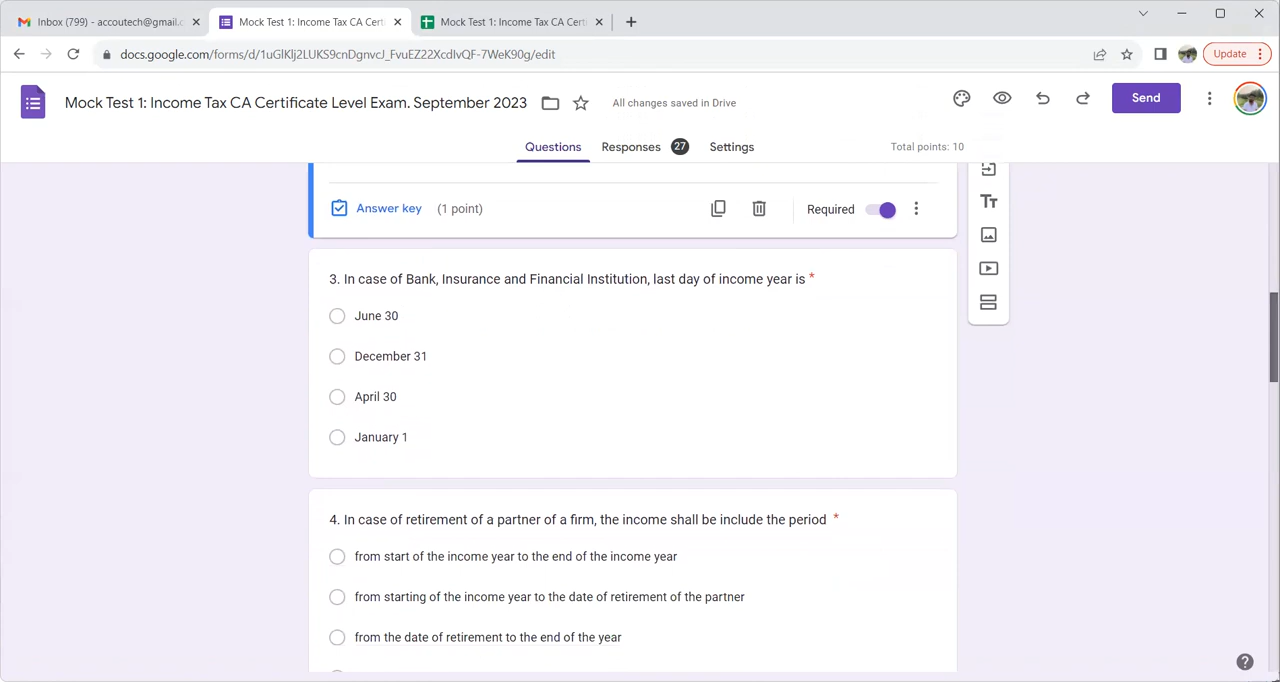 Inbox (799) - accoutech@gmail.c
Mock Test 1: Income Tax CA Certi
Mock Test 1: Income Tax CA Cert
docs.google.com/forms/d/1uGlKlj2LUKS9cnDgnvcJ_FvuEZ22XcdlvQF-7WeK90g/edit
Update
Mock Test 1: Income Tax CA Certificate Level Exam. September 2023
All changes saved in Drive
Send
Questions
Responses 27
Settings
Total points: 10
Answer key (1 point)
Required
3. In case of Bank, Insurance and Financial Institution, last day of income year is *
June 30
December 31
April 30
January 1
4. In case of retirement of a partner of a firm, the income shall be include the period *
from start of the income year to the end of the income year
from starting of the income year to the date of retirement of the partner
from the date of retirement to the end of the year